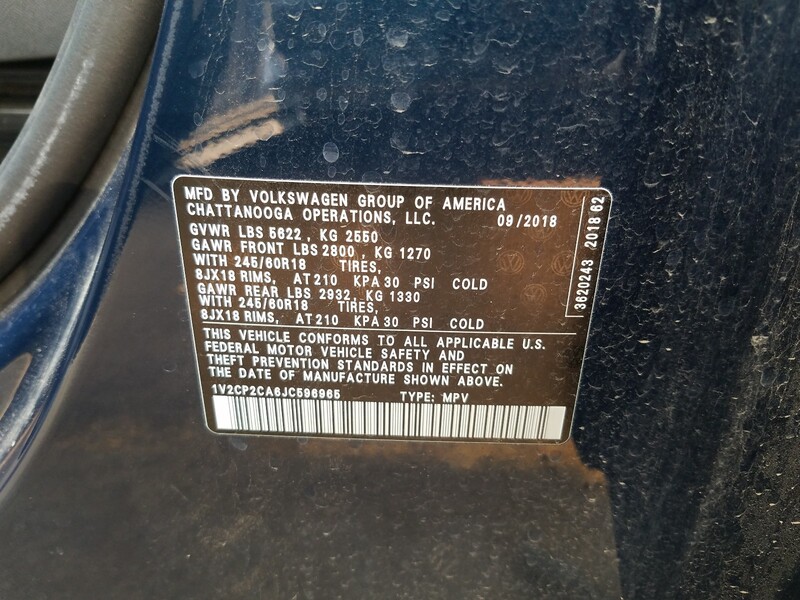 MFD BY VOLKSWAGEN GROUP OF AMERICA
CHATTANOOGA OPERATIONS, LLC. 09/2018
GVWR LBS 5622 , KG 2550
GAWR FRONT LBS 2800 , KG 1270
WITH 245/60R18 TIRES,
8JX18 RIMS, AT 210 KPA 30 PSI COLD
GAWR REAR LBS 2932 , KG 1330
WITH 245/60R18 TIRES,
8JX18 RIMS, AT 210 KPA 30 PSI COLD
THIS VEHICLE CONFORMS TO ALL APPLICABLE U.S.
FEDERAL MOTOR VEHICLE SAFETY AND
THEFT PREVENTION STANDARDS IN EFFECT ON
THE DATE OF MANUFACTURE SHOWN ABOVE.
1V2CP2CA6JC596965 TYPE: MPV
3620243 2018 62